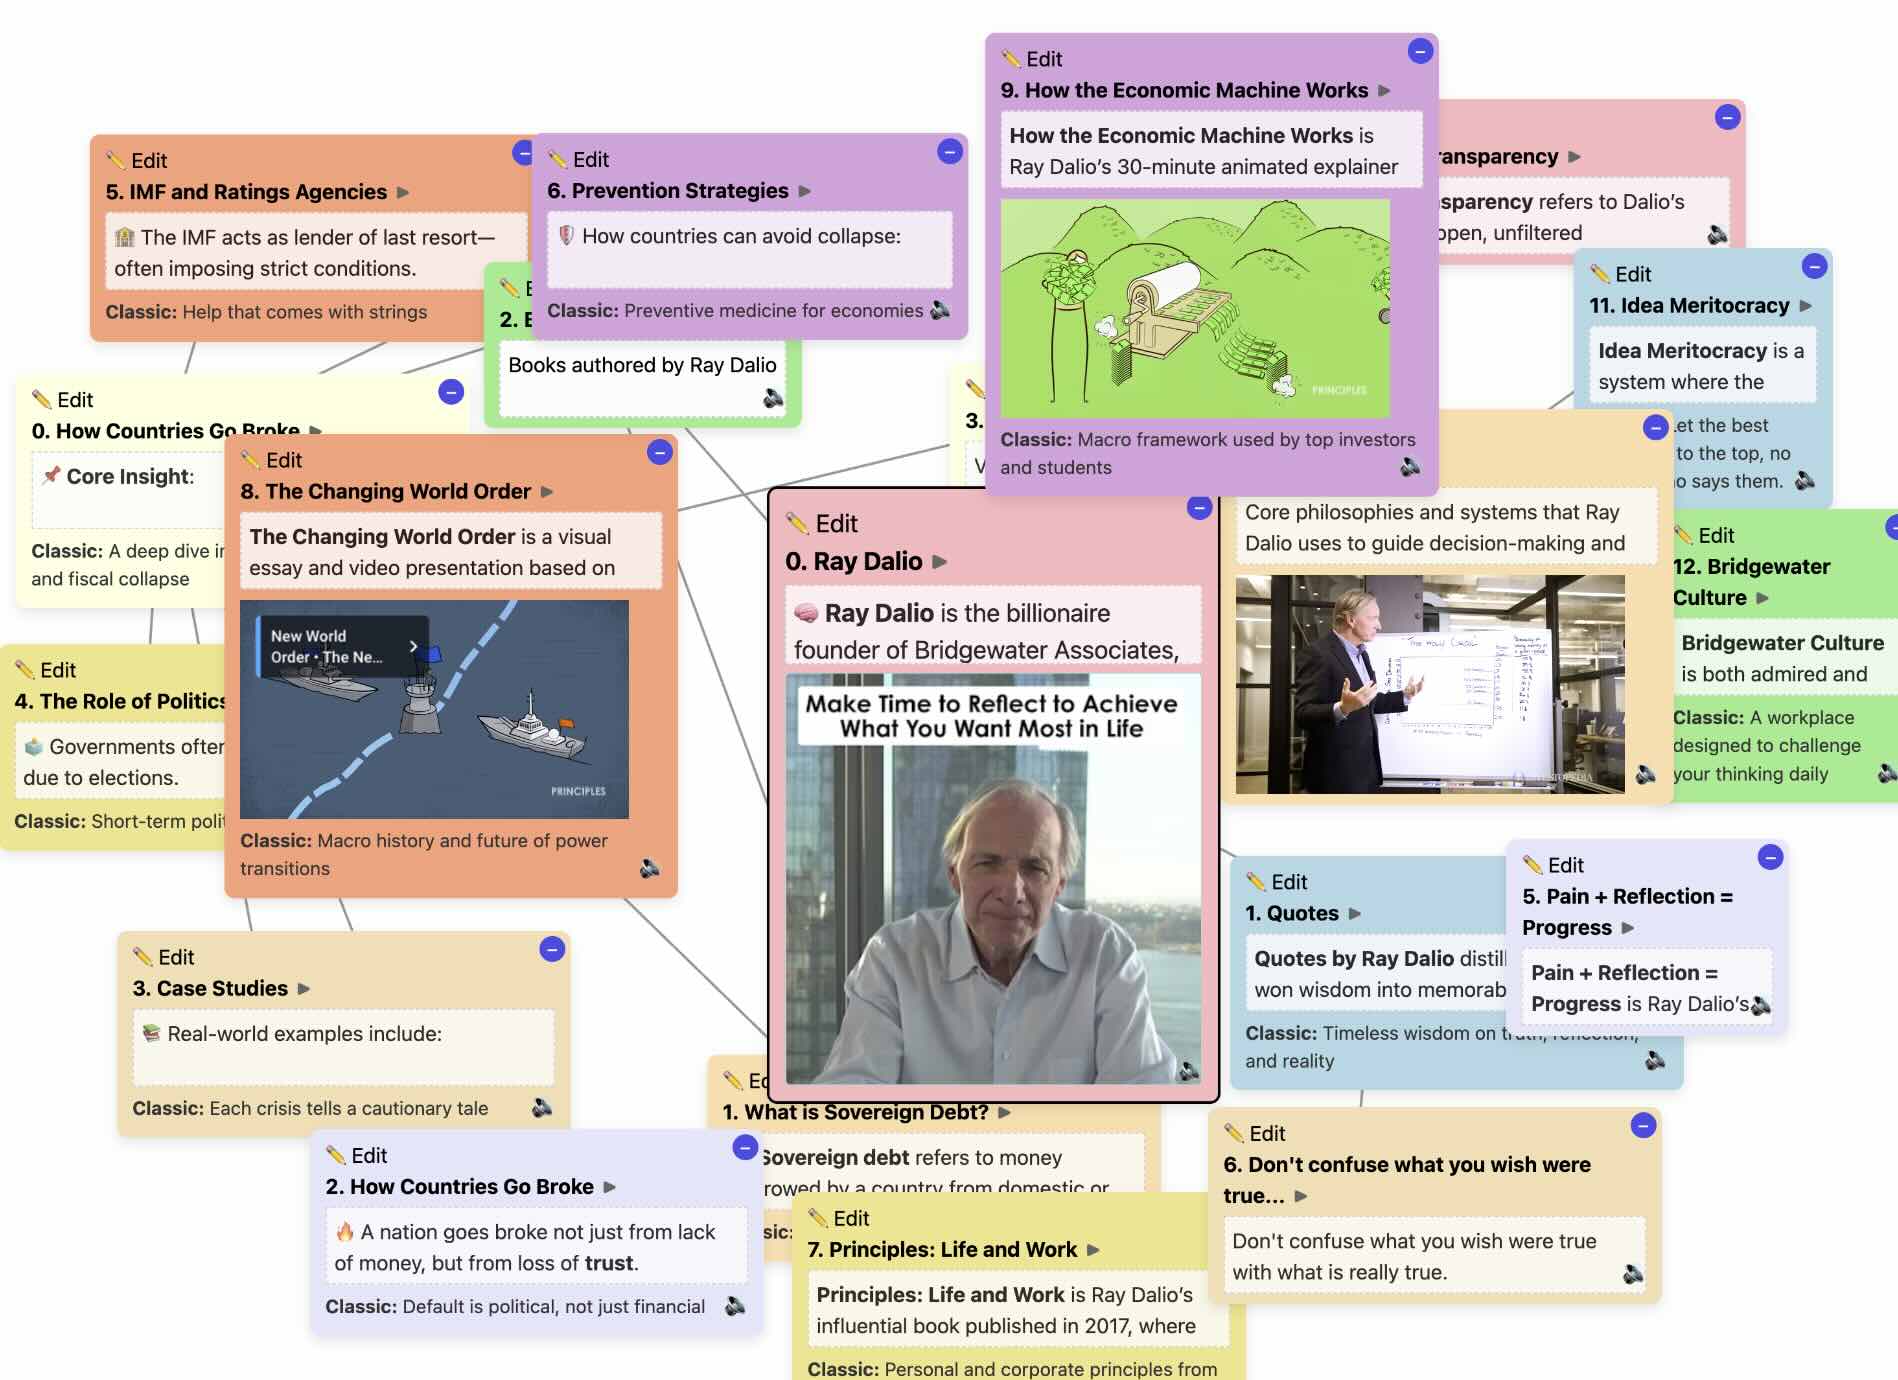 Edit
9. How the Economic Machine Works
How the Economic Machine Works is
Ray Dalio's 30-minute animated explainer
PRINCIPLES
Classic: Macro framework used by top investors
and students
ransparency
sparency refers to Dalio's
open, unfiltered
Edit
5. IMF and Ratings Agencies
The IMF acts as lender of last resort—
often imposing strict conditions.
Classic: Help that comes with strings
Edit
6. Prevention Strategies
How countries can avoid collapse:
Classic: Preventive medicine for economies
2.
Books authored by Ray Dalio
Edit
11. Idea Meritocracy
Idea Meritocracy is a
system where the
et the best
to the top, no
o says them.
Edit
0. How Countries Go Broke
Core Insight:
Classic: A deep dive
and fiscal collapse
3.
Edit
8. The Changing World Order
The Changing World Order is a visual
essay and video presentation based on
New World
Order • The Ne...
PRINCIPLES
Classic: Macro history and future of power
transitions
Edit
0. Ray Dalio
Ray Dalio is the billionaire
founder of Bridgewater Associates,
Make Time to Reflect to Achieve
What You Want Most in Life
Core philosophies and systems that Ray
Dalio uses to guide decision-making and
Edit
12. Bridgewater
Culture
Bridgewater Culture
is both admired and
Classic: A workplace
designed to challenge
your thinking daily
Edit
4. The Role of Politics
Governments often
due to elections.
Classic: Short-term polit
Edit
1. Quotes
Quotes by Ray Dalio distill
won wisdom into memorab
Classic: Timeless wisdom on truth, reflection,
and reality
Edit
5. Pain + Reflection =
Progress
Pain + Reflection =
Progress is Ray Dalio's
Edit
3. Case Studies
Real-world examples include:
Classic: Each crisis tells a cautionary tale
1. What is Sovereign Debt?
Sovereign debt refers to money
rowed by a country from domestic or
sic:
Edit
2. How Countries Go Broke
A nation goes broke not just from lack
of money, but from loss of trust.
Classic: Default is political, not just financial
Edit
7. Principles: Life and Work
Principles: Life and Work is Ray Dalio's
influential book published in 2017, where
Classic: Personal and corporate principles from
Edit
6. Don't confuse what you wish were
true...
Don't confuse what you wish were true
with what is really true.